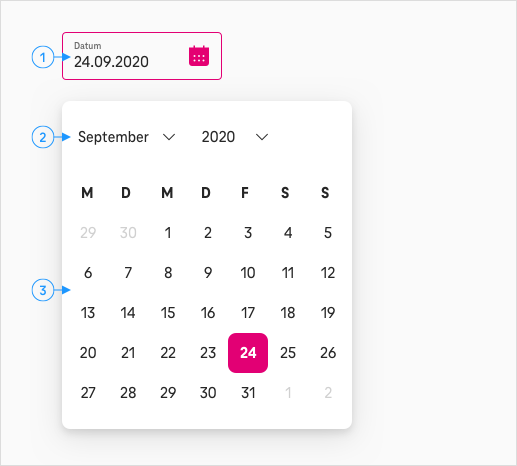 Datum
1 24.09.2020
2 September 2020
M D M D F S S
29 30 1 2 3 4 5
6 7 8 9 10 11 12
3
13 14 15 16 17 18 19
20 21 22 23 24 25 26
27 28 29 30 31 1 2